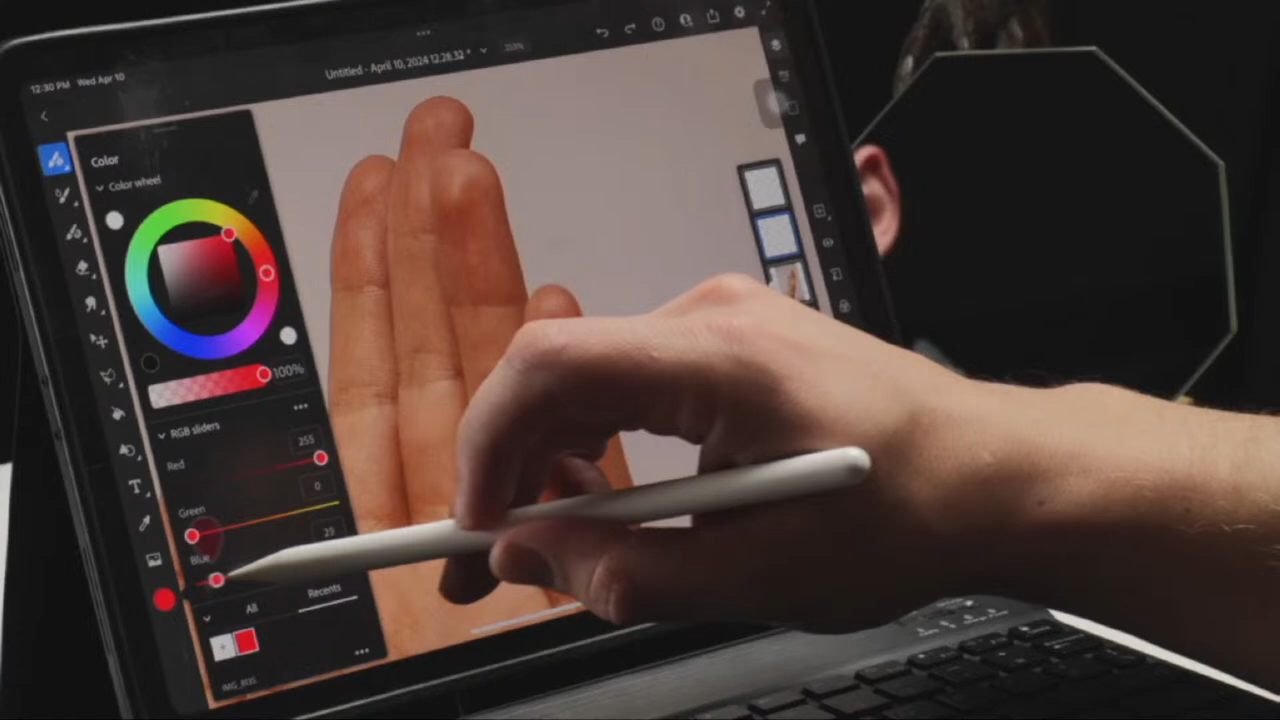 12:30 PM Wed Apr 10
Untitled - April 10, 2024 12.28.32 *
Color
Color wheel
100%
RGB sliders
255
Red
0
Green
Blue
All
Recents
T